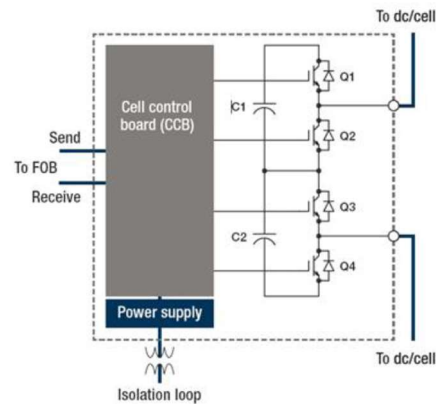 To dc/cell
Q1
Cell control
board (CCB)
C1
Send
Q2
To FOB
Receive
Q3
C2
Q4
Power supply
To dc/cell
Isolation loop